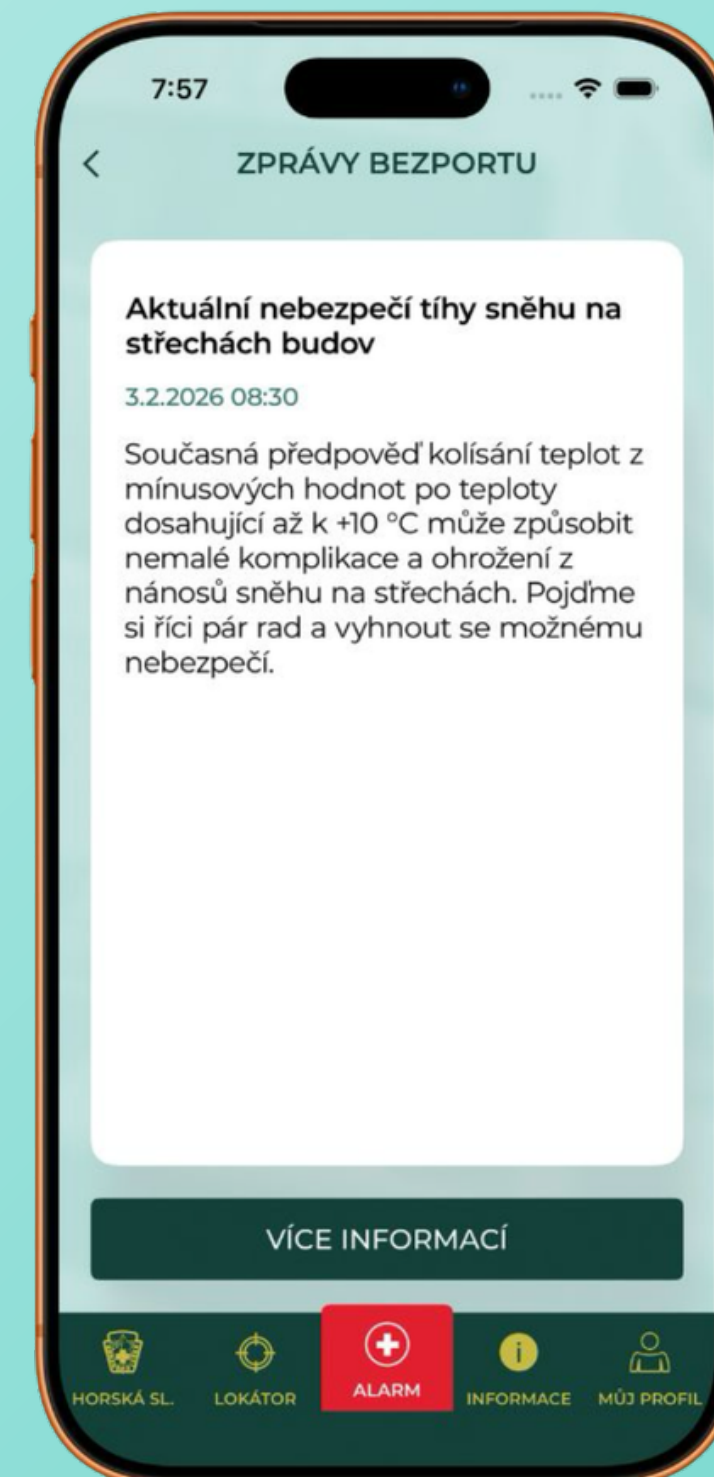 7:57
ZPRÁVY BEZPORTU
Aktuální nebezpečí tíhy sněhu na
střechách budov
3.2.2026 08:30
Současná předpověď kolísání teplot z
mínusových hodnot po teploty
dosahující až k +10 °C může způsobit
nemalé komplikace a ohrožení z
nánosů sněhu na střechách. Pojďme
si říci pár rad a vyhnout se možnému
nebezpečí.
VÍCE INFORMACÍ
HORSKÁ SL. LOKÁTOR ALARM INFORMACE MŮJ PROFIL